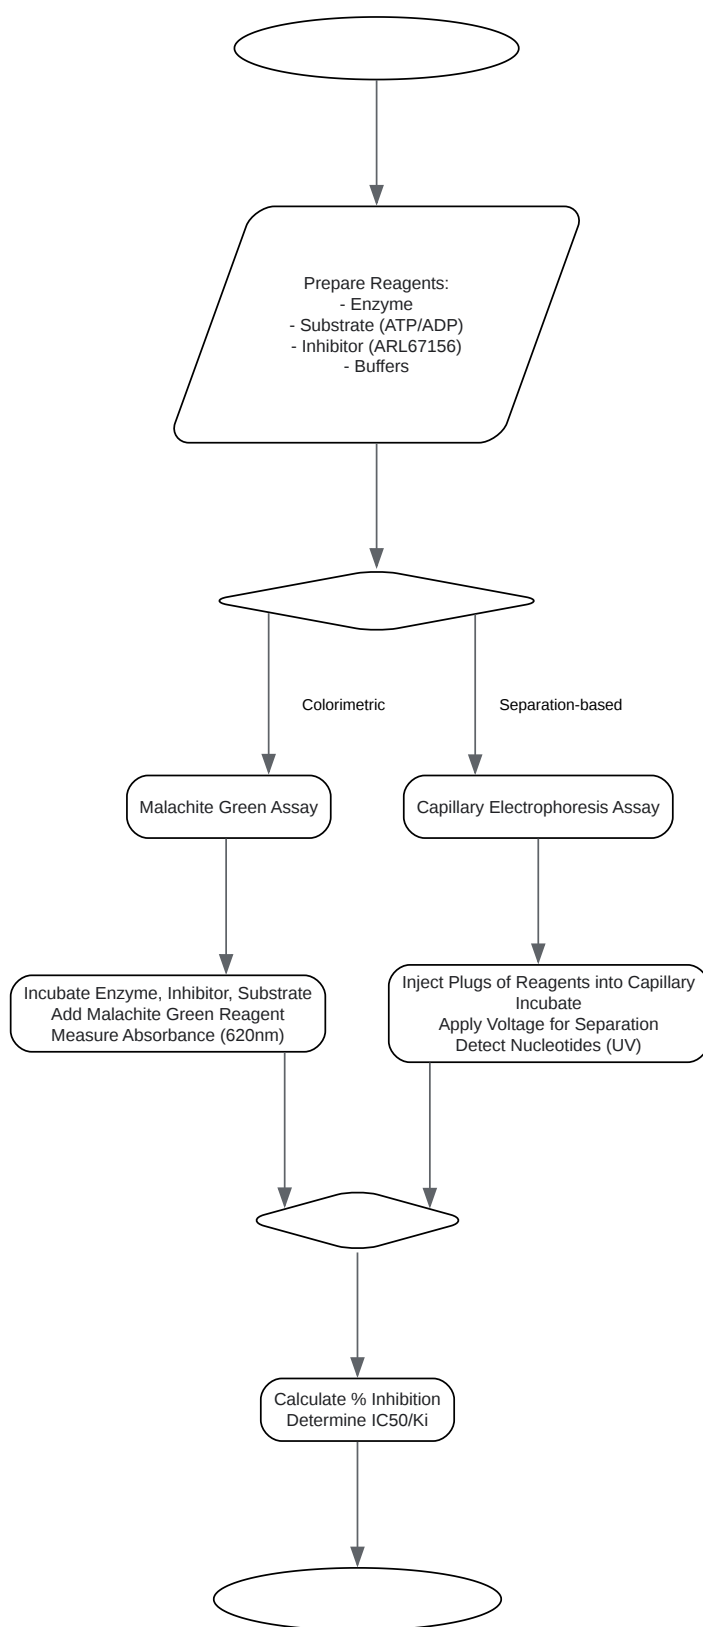 Prepare Reagents:
- Enzyme
- Substrate (ATP/ADP)
- Inhibitor (ARL67156)
- Buffers
Colorimetric
Separation-based
Malachite Green Assay
Capillary Electrophoresis Assay
Incubate Enzyme, Inhibitor, Substrate
Add Malachite Green Reagent
Measure Absorbance (620nm)
Inject Plugs of Reagents into Capillary
Incubate
Apply Voltage for Separation
Detect Nucleotides (UV)
Calculate % Inhibition
Determine IC50/Ki